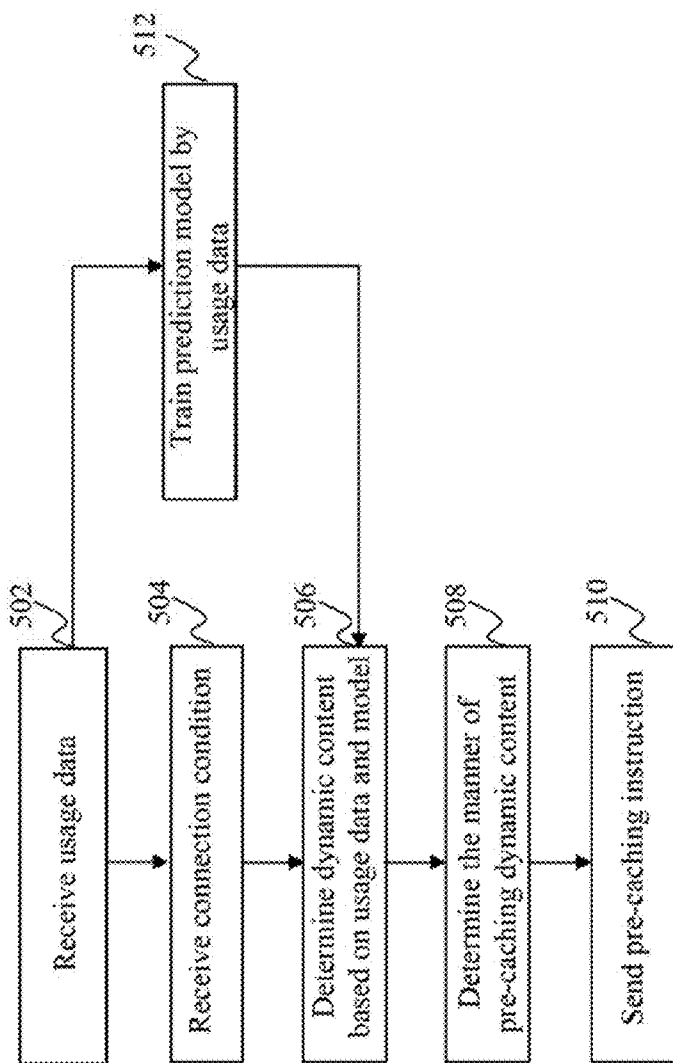 502
Receive usage data
504
Receive connection condition
506
Determine dynamic content
based on usage data and model
508
Determine the manner of
pre-caching dynamic content
510
Send pre-caching instruction
512
Train prediction model by
usage data